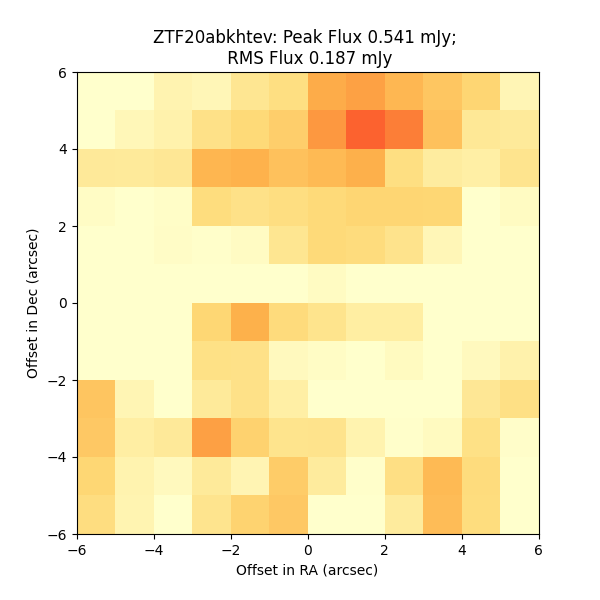 ZTF20abkhtev: Peak Flux 0.541 mJy;
RMS Flux 0.187 mJy
6
4
2
0
−2
−4
−6
Offset in Dec (arcsec)
−6 −4 −2 0 2 4 6
Offset in RA (arcsec)